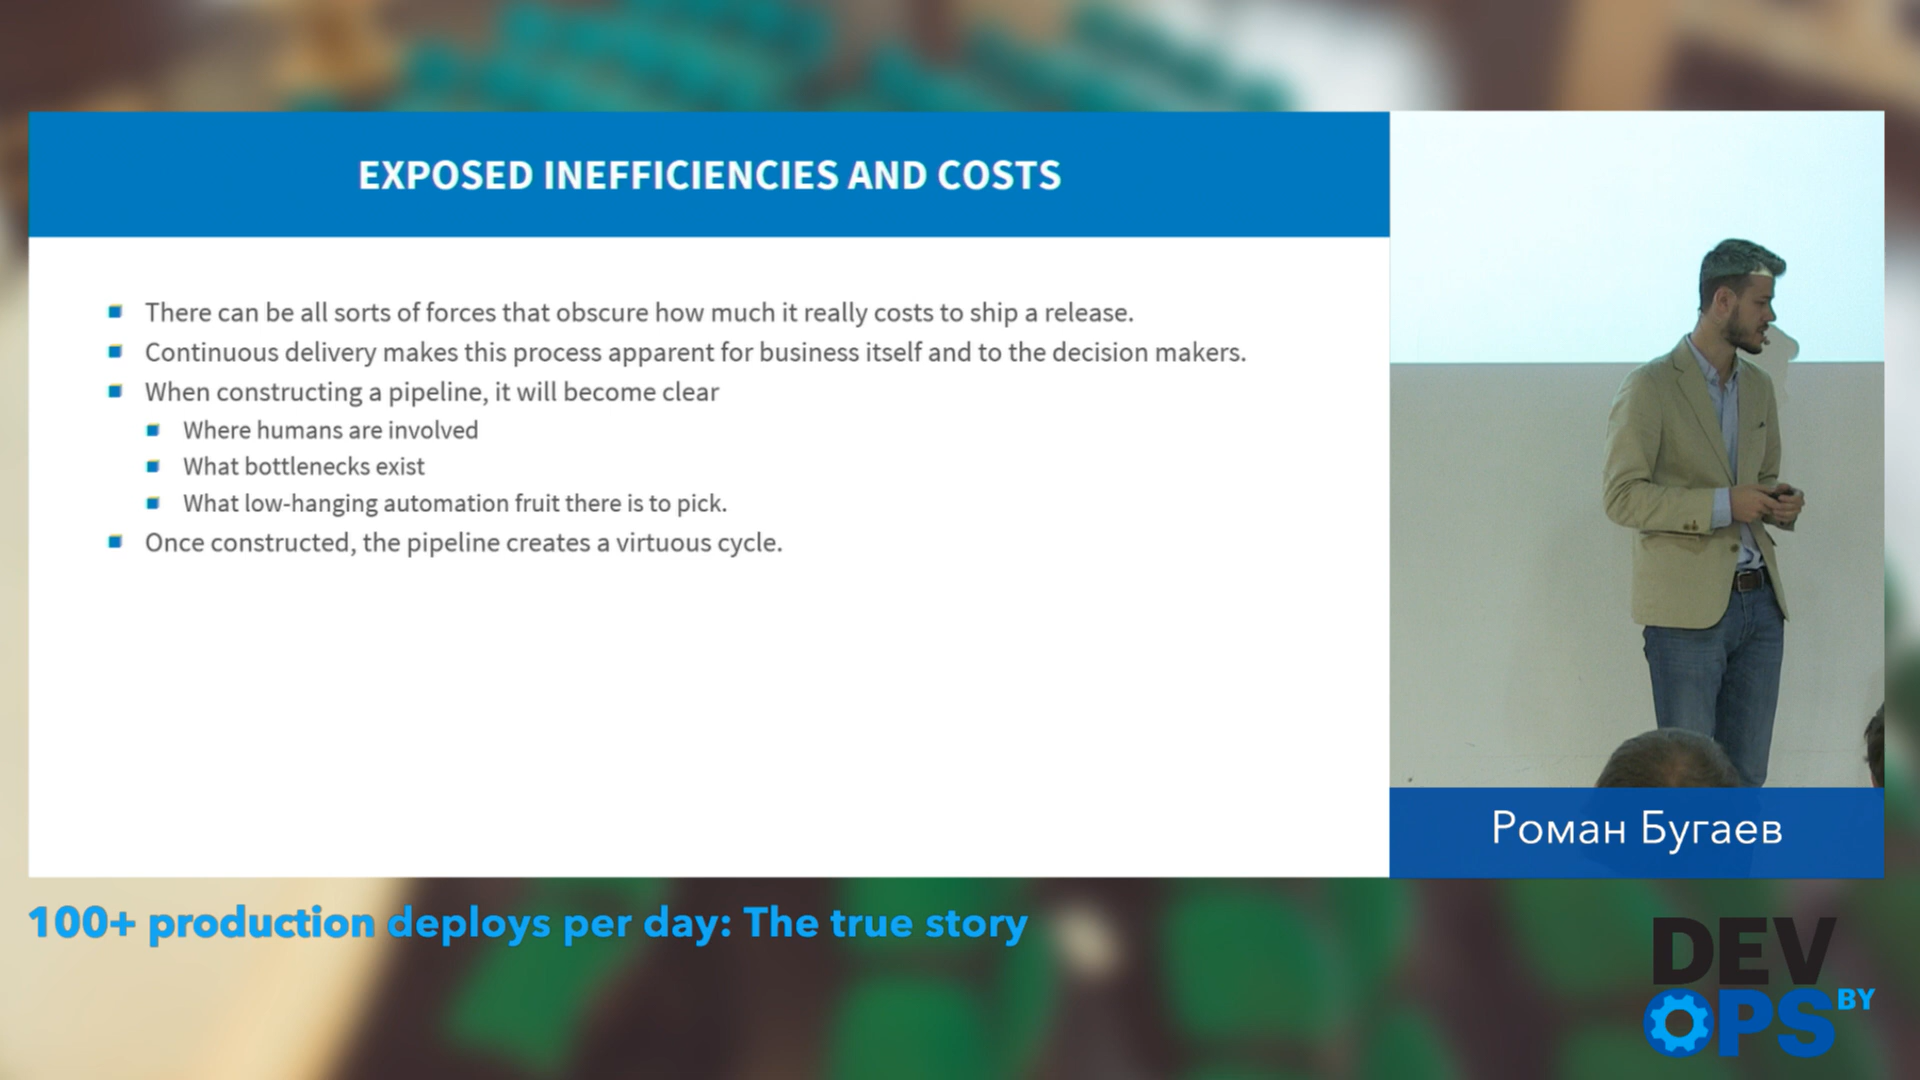 EXPOSED INEFFICIENCIES AND COSTS
There can be all sorts of forces that obscure how much it really costs to ship a release.
Continuous delivery makes this process apparent for business itself and to the decision makers.
When constructing a pipeline, it will become clear
Where humans are involved
What bottlenecks exist
What low-hanging automation fruit there is to pick.
Once constructed, the pipeline creates a virtuous cycle.
Роман Бугаев
100+ production deploys per day: The true story
DEV
OPS BY